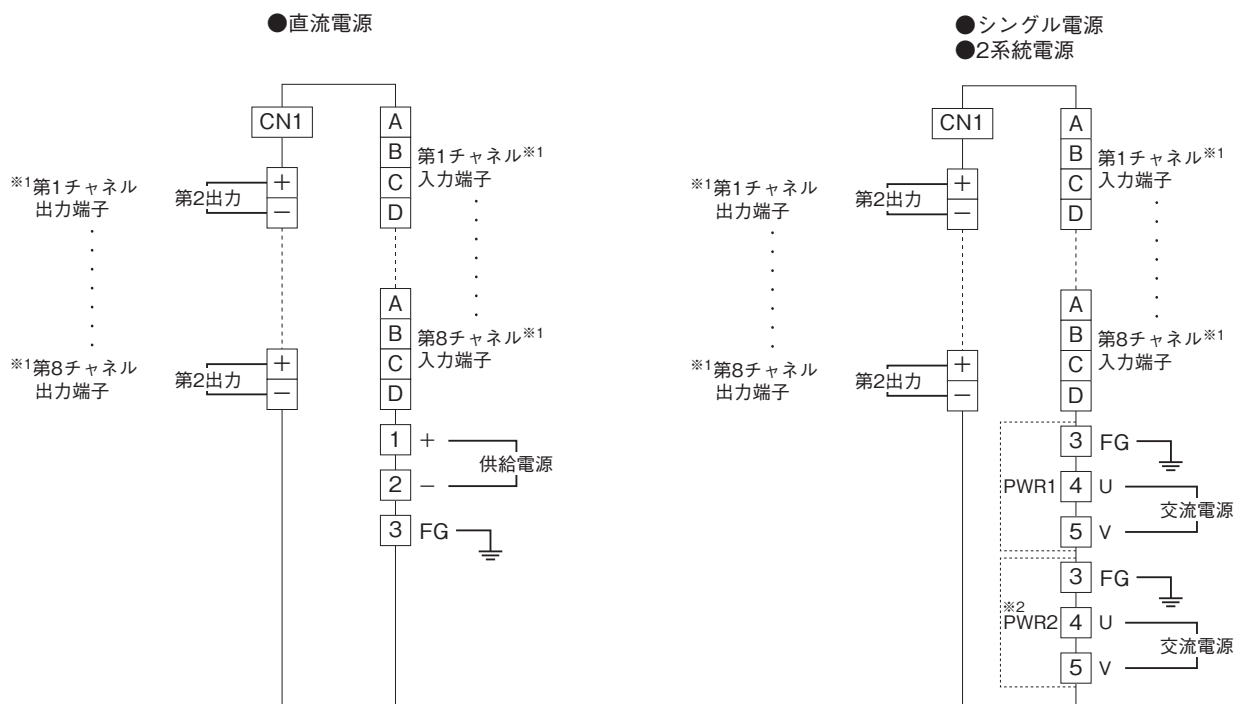 ●直流電源
CN1
A
B
C
D
第1チャネル※1
入力端子
※1第1チャネル
出力端子
第2出力
+
−
A
B
C
D
第8チャネル※1
入力端子
※1第8チャネル
出力端子
第2出力
+
−
1 +
2 −
供給電源
3 FG
●シングル電源
●2系統電源
CN1
A
B
C
D
第1チャネル※1
入力端子
※1第1チャネル
出力端子
第2出力
+
−
A
B
C
D
第8チャネル※1
入力端子
※1第8チャネル
出力端子
第2出力
+
−
PWR1
3 FG
4 U
5 V
交流電源
※2
PWR2
3 FG
4 U
5 V
交流電源